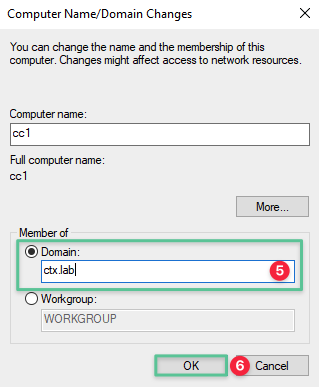 Computer Name/Domain Changes
You can change the name and the membership of this
computer. Changes might affect access to network resources.
Computer name:
cc1
Full computer name:
cc1
More...
Member of
Domain:
ctx.lab 5
Workgroup:
WORKGROUP
OK 6 Cancel